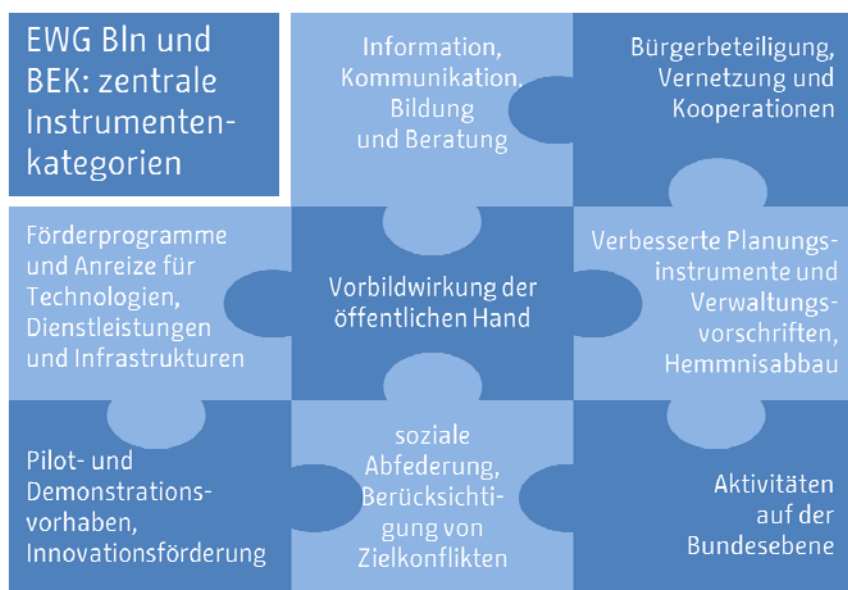 EWG Bln und
BEK: zentrale
Instrumenten-
kategorien
Information,
Kommunikation,
Bildung
und Beratung
Bürgerbeteiligung,
Vernetzung und
Kooperationen
Förderprogramme
und Anreize für
Technologien,
Dienstleistungen
und Infrastrukturen
Vorbildwirkung der
öffentlichen Hand
Verbesserte Planungs-
instrumente und
Verwaltungs-
vorschriften,
Hemmnisabbau
Pilot- und
Demonstrations-
vorhaben,
Innovationsförderung
soziale
Abfederung,
Berücksichti-
gung von
Zielkonflikten
Aktivitäten
auf der
Bundesebene